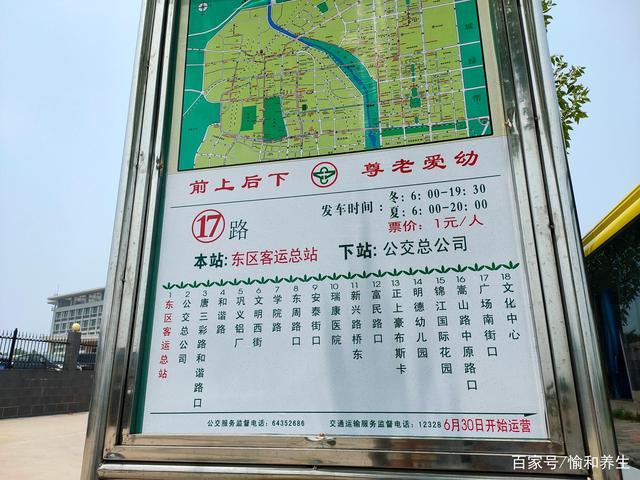 前上后下 尊老爱幼
17路
发车时间:冬:6:00-19:30
夏:6:00-20:00
票价:1元/人
本站:东区客运总站 下站:公交总公司
1 东区客运总站
2 公交总公司
3 唐三彩路和谐路口
4 和谐路
5 巩义铝厂
6 文明西街
7 学院路
8 东周路口
9 安泰街口
10 瑞康医院
11 新兴路桥东
12 富民路口
13 正上豪布斯卡
14 明德幼儿园
15 锦江国际花园
16 嵩山路中原路口
17 广场南街口
18 文化中心
公交服务监督电话:64352686 交通运输服务监督电话:12328 6月30日开始运营
百家号/愉和养生